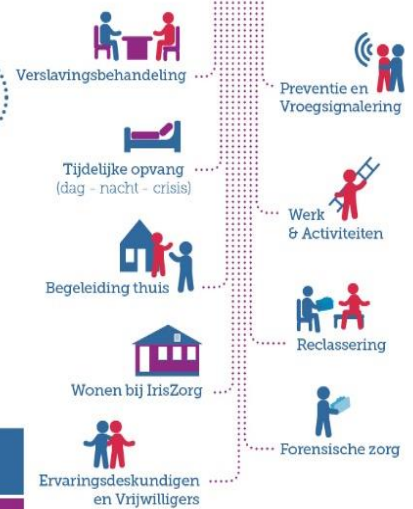 Verslavingsbehandeling
Preventie en
Vroegsignalering
Tijdelijke opvang
(dag - nacht - crisis)
Werk
& Activiteiten
Begeleiding thuis
Reclassering
Wonen bij IrisZorg
Forensische zorg
Ervaringsdeskundigen
en Vrijwilligers